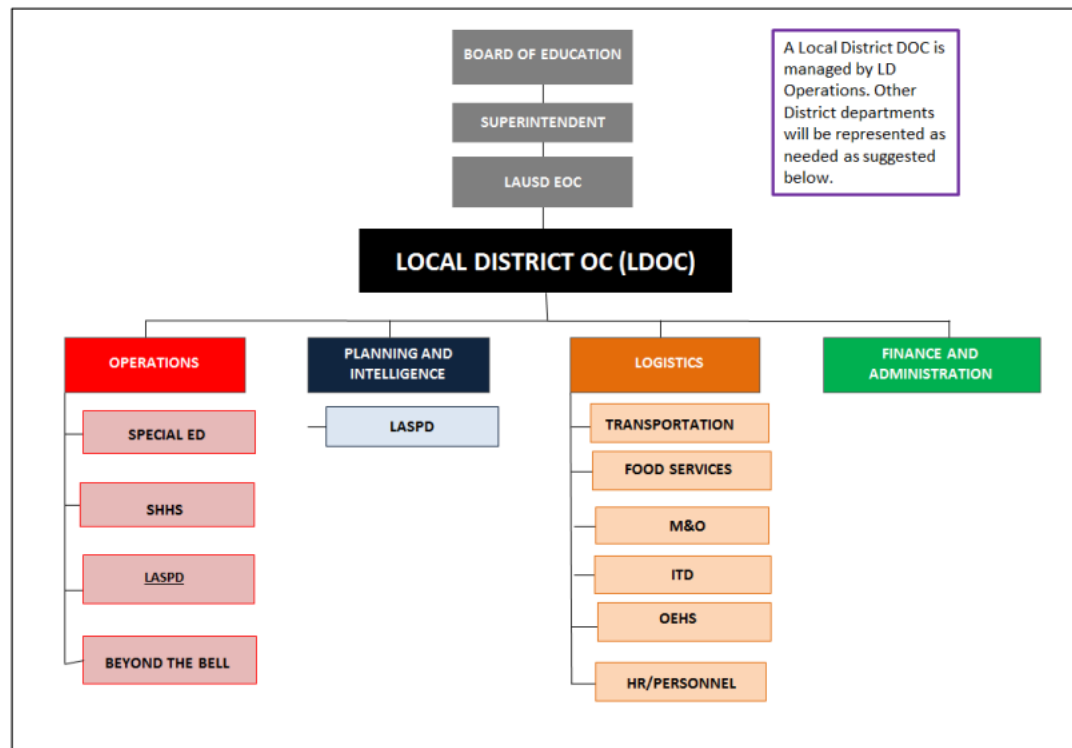 BOARD OF EDUCATION
A Local District DOC is
managed by LD
Operations. Other
District departments
will be represented as
needed as suggested
below.
SUPERINTENDENT
LAUSD EOC
LOCAL DISTRICT OC (LDOC)
OPERATIONS
SPECIAL ED
SHHS
LASPD
BEYOND THE BELL
PLANNING AND
INTELLIGENCE
LASPD
LOGISTICS
TRANSPORTATION
FOOD SERVICES
M&O
ITD
OEHS
HR/PERSONNEL
FINANCE AND
ADMINISTRATION